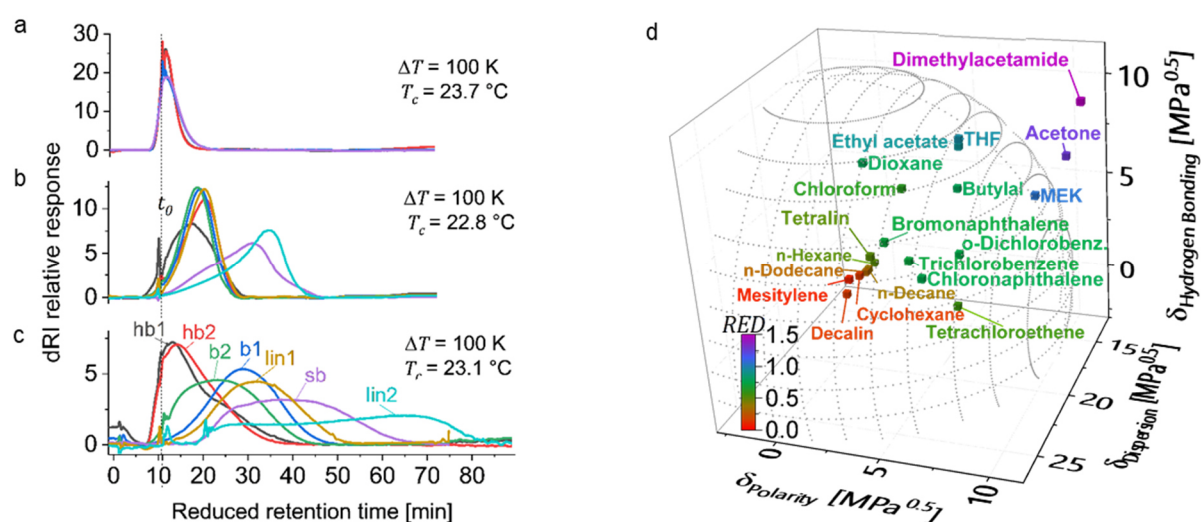 a
30
20
10
0
ΔT = 100 K
Tc = 23.7 °C
b
10
5
0
t0
ΔT = 100 K
Tc = 22.8 °C
c
5
0
hb1
hb2
b2
b1
lin1
sb
lin2
ΔT = 100 K
Tc = 23.1 °C
dRI relative response
-10 0 10 20 30 40 50 60 70 80
Reduced retention time [min]
d
Dimethylacetamide
Ethyl acetate
THF
Acetone
Dioxane
Chloroform
Butylal
MEK
Tetralin
Bromonaphthalene
o-Dichlorobenz.
n-Hexane
Trichlorobenzene
n-Dodecane
Chloronaphthalene
Mesitylene
n-Decane
Cyclohexane
Decalin
Tetrachloroethene
RED
1.5
1.0
0.5
0.0
10
5
0
δHydrogen Bonding [MPa0.5]
15
20
25
δDispersion [MPa0.5]
0
5
10
δPolarity [MPa0.5]